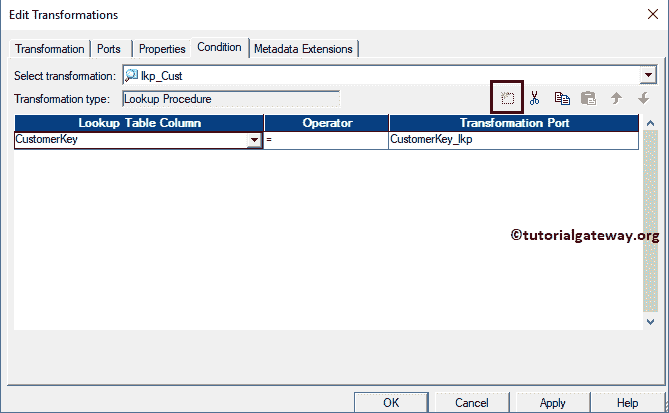 Edit Transformations
Transformation Ports Properties Condition Metadata Extensions
Select transformation: lkp_Cust
Transformation type: Lookup Procedure
Lookup Table Column Operator Transformation Port
CustomerKey = CustomerKey_lkp
©tutorialgateway.org
OK Cancel Apply Help